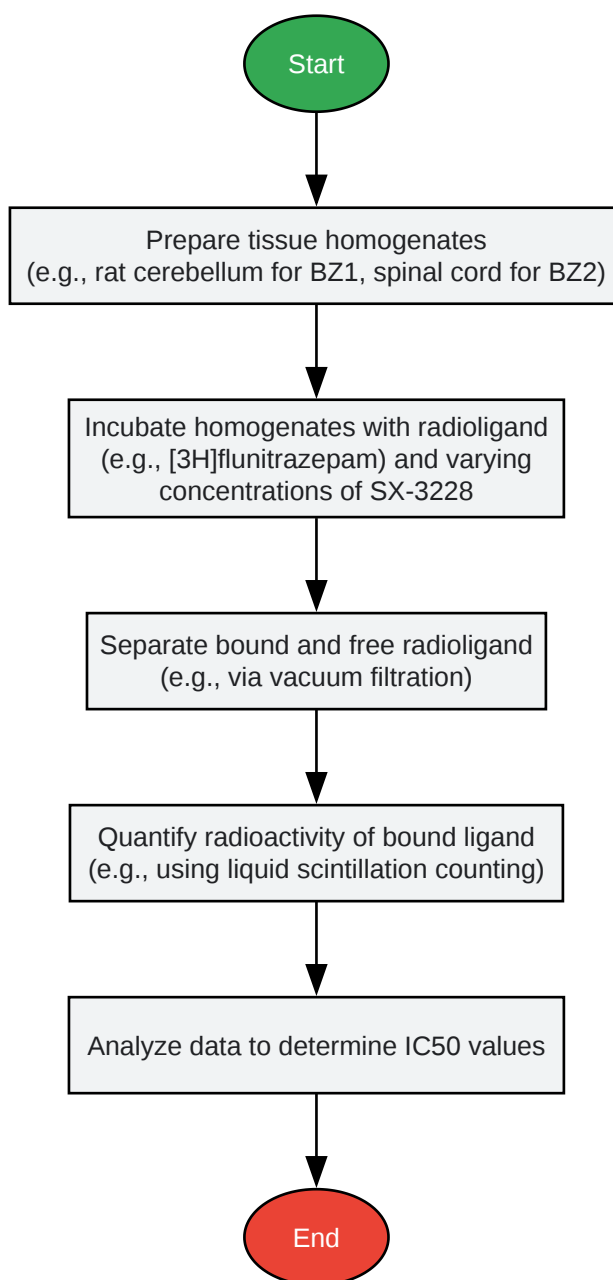 Start
Prepare tissue homogenates
(e.g., rat cerebellum for BZ1, spinal cord for BZ2)
Incubate homogenates with radioligand
(e.g., [3H]flunitrazepam) and varying
concentrations of SX-3228
Separate bound and free radioligand
(e.g., via vacuum filtration)
Quantify radioactivity of bound ligand
(e.g., using liquid scintillation counting)
Analyze data to determine IC50 values
End